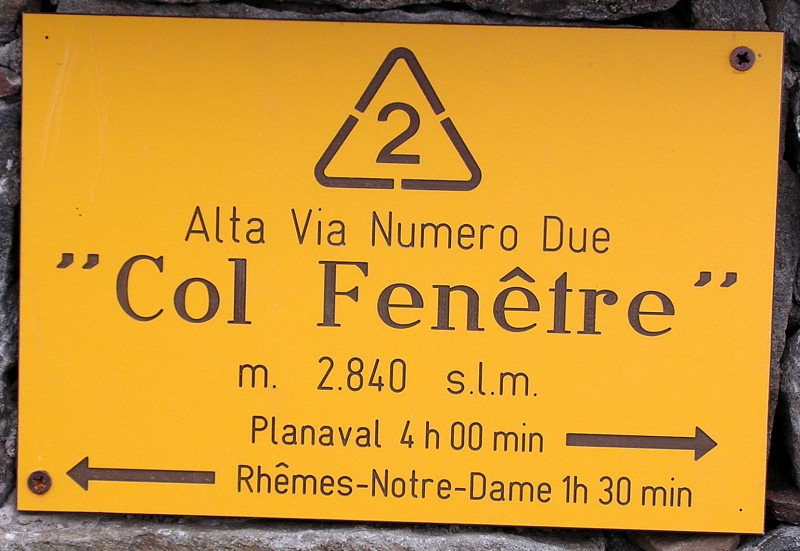 2
Alta Via Numero Due
"Col Fenêtre"
m. 2.840 s.l.m.
Planaval 4 h 00 min
Rhêmes-Notre-Dame 1h 30 min